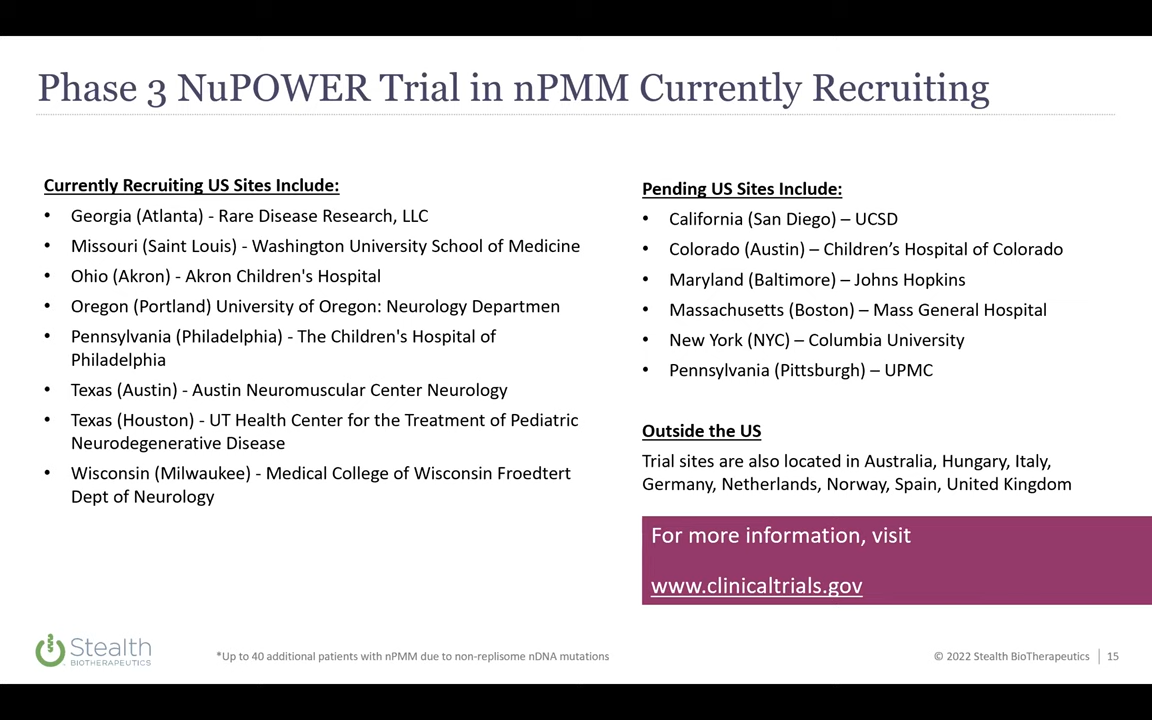 Phase 3 NuPOWER Trial in nPMM Currently Recruiting
Currently Recruiting US Sites Include:
• Georgia (Atlanta) - Rare Disease Research, LLC
• Missouri (Saint Louis) - Washington University School of Medicine
• Ohio (Akron) - Akron Children's Hospital
• Oregon (Portland) University of Oregon: Neurology Departmen
• Pennsylvania (Philadelphia) - The Children's Hospital of
Philadelphia
• Texas (Austin) - Austin Neuromuscular Center Neurology
• Texas (Houston) - UT Health Center for the Treatment of Pediatric
Neurodegenerative Disease
• Wisconsin (Milwaukee) - Medical College of Wisconsin Froedtert
Dept of Neurology
Pending US Sites Include:
• California (San Diego) – UCSD
• Colorado (Austin) – Children’s Hospital of Colorado
• Maryland (Baltimore) – Johns Hopkins
• Massachusetts (Boston) – Mass General Hospital
• New York (NYC) – Columbia University
• Pennsylvania (Pittsburgh) – UPMC
Outside the US
Trial sites are also located in Australia, Hungary, Italy,
Germany, Netherlands, Norway, Spain, United Kingdom
For more information, visit
www.clinicaltrials.gov
Stealth
BIOTHERAPEUTICS
*Up to 40 additional patients with nPMM due to non-replisome nDNA mutations
© 2022 Stealth BioTherapeutics | 15